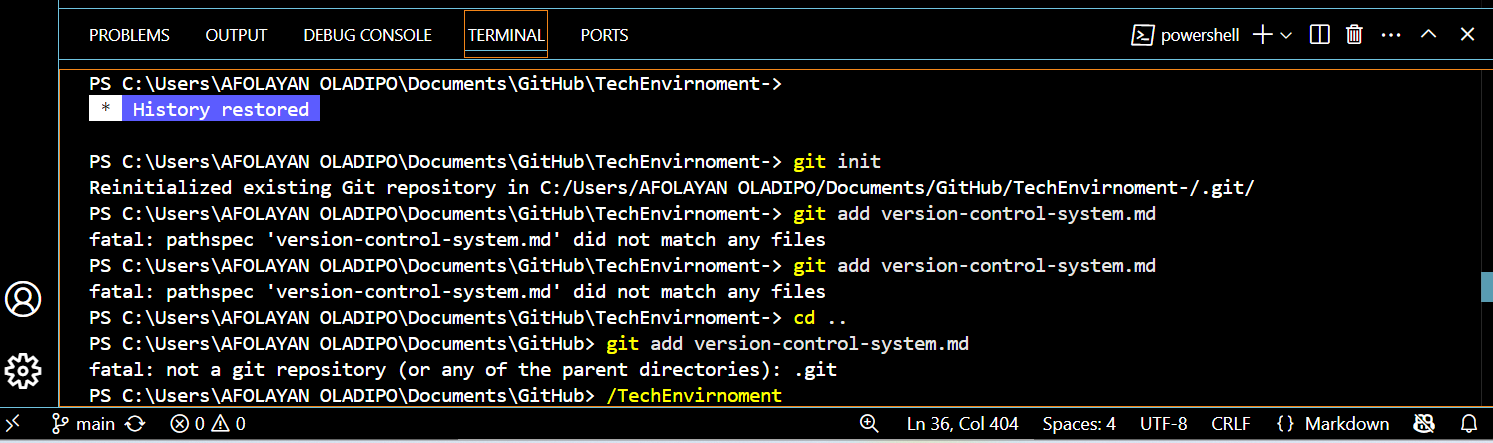 PROBLEMS OUTPUT DEBUG CONSOLE TERMINAL PORTS powershell
PS C:\Users\AFOLAYAN OLADIPO\Documents\GitHub\TechEnvirnoment->
* History restored
PS C:\Users\AFOLAYAN OLADIPO\Documents\GitHub\TechEnvirnoment-> git init
Reinitialized existing Git repository in C:/Users/AFOLAYAN OLADIPO/Documents/GitHub/TechEnvirnoment-/.git/
PS C:\Users\AFOLAYAN OLADIPO\Documents\GitHub\TechEnvirnoment-> git add version-control-system.md
fatal: pathspec 'version-control-system.md' did not match any files
PS C:\Users\AFOLAYAN OLADIPO\Documents\GitHub\TechEnvirnoment-> git add version-control-system.md
fatal: pathspec 'version-control-system.md' did not match any files
PS C:\Users\AFOLAYAN OLADIPO\Documents\GitHub\TechEnvirnoment-> cd ..
PS C:\Users\AFOLAYAN OLADIPO\Documents\GitHub> git add version-control-system.md
fatal: not a git repository (or any of the parent directories): .git
PS C:\Users\AFOLAYAN OLADIPO\Documents\GitHub> /TechEnvirnoment
main 0 0 Ln 36, Col 404 Spaces: 4 UTF-8 CRLF {} Markdown